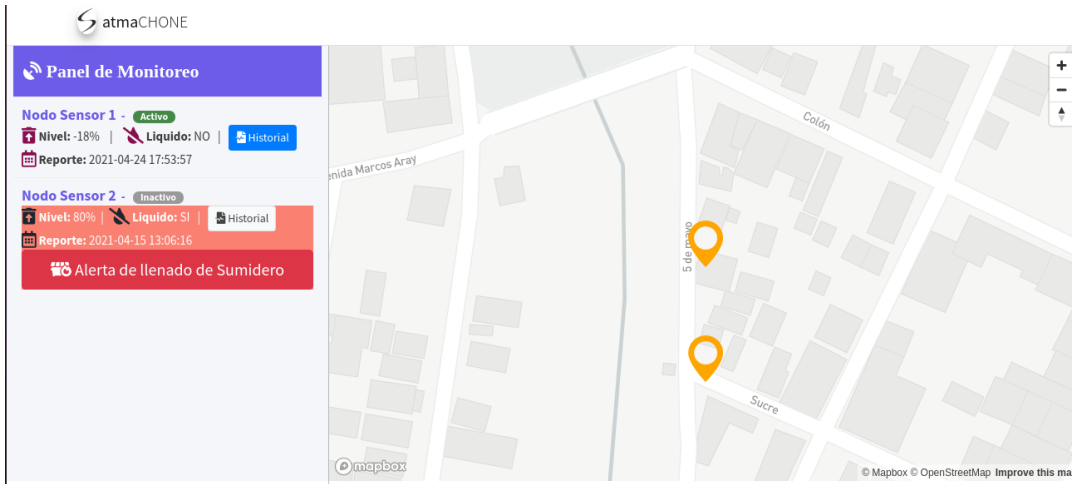 atmaCHONE
Panel de Monitoreo
Nodo Sensor 1 - Activo
Nivel: -18% | Liquido: NO | Historial
Reporte: 2021-04-24 17:53:57
Nodo Sensor 2 - Inactivo
Nivel: 80% | Liquido: SI | Historial
Reporte: 2021-04-15 13:06:16
Alerta de llenado de Sumidero
Colón
enida Marcos Aray
5 de mayo
Sucre
mapbox
© Mapbox © OpenStreetMap Improve this ma